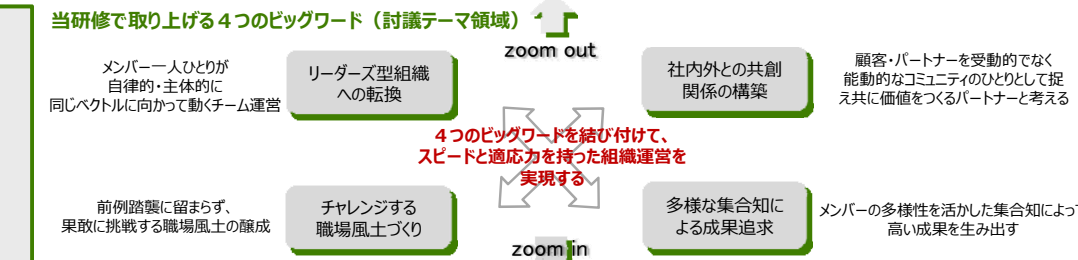 当研修で取り上げる４つのビッグワード（討議テーマ領域）
zoom out
メンバー一人ひとりが
自律的・主体的に
同じベクトルに向かって動くチーム運営
リーダーズ型組織
への転換
社内外との共創
関係の構築
顧客・パートナーを受動的でなく
能動的なコミュニティのひとりとして捉
え共に価値をつくるパートナーと考える
４つのビッグワードを結び付けて、
スピードと適応力を持った組織運営を
実現する
前例踏襲に留まらず、
果敢に挑戦する職場風土の醸成
チャレンジする
職場風土づくり
多様な集合知に
よる成果追求
メンバーの多様性を活かした集合知によっ
高い成果を生み出す
zoom in